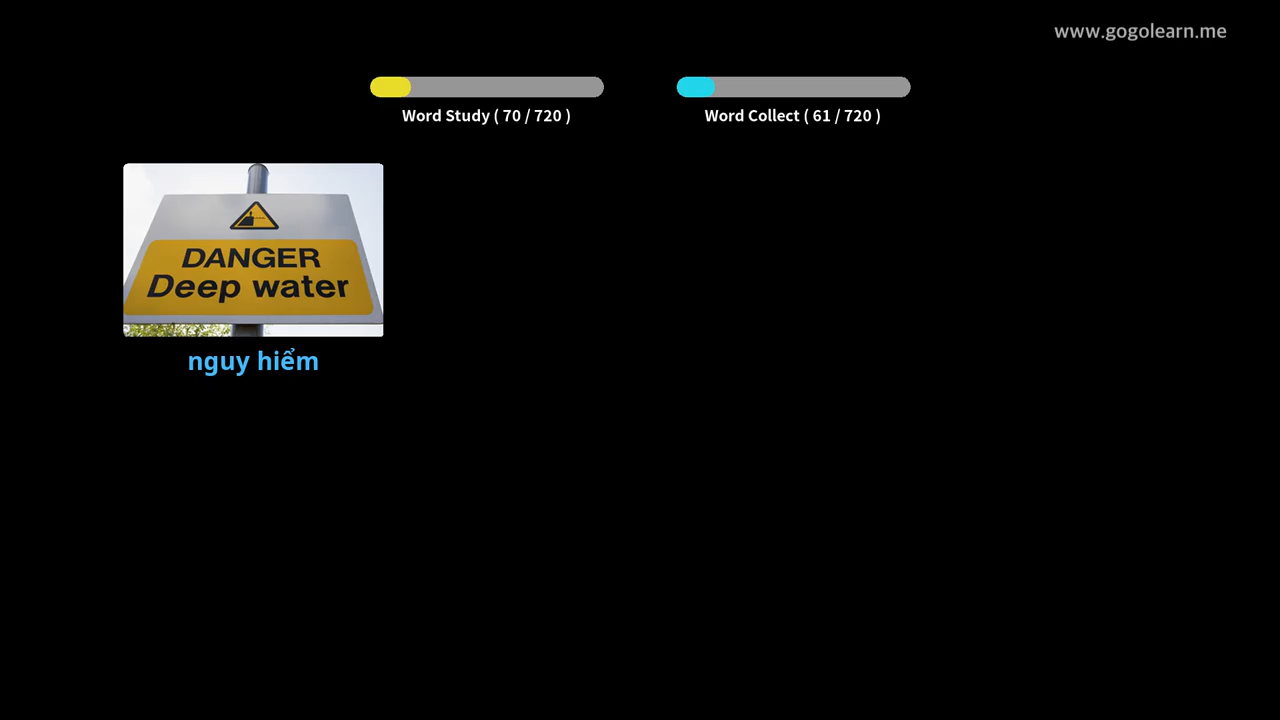 www.gogolearn.me
Word Study ( 70 / 720 )
Word Collect ( 61 / 720 )
DANGER
Deep water
nguy hiểm